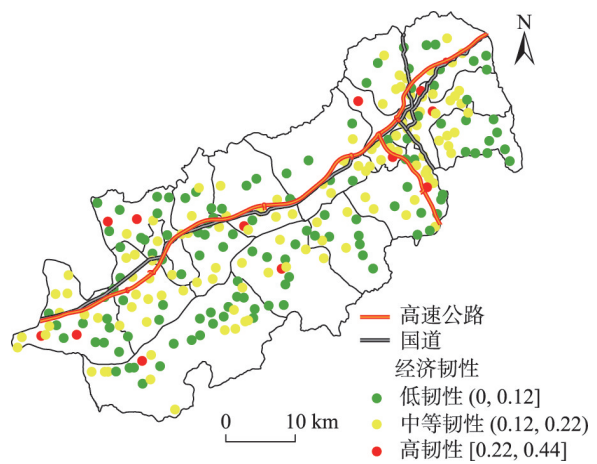 N
高速公路
国道
经济韧性
低韧性 (0, 0.12]
0 10 km
中等韧性 (0.12, 0.22)
高韧性 [0.22, 0.44]